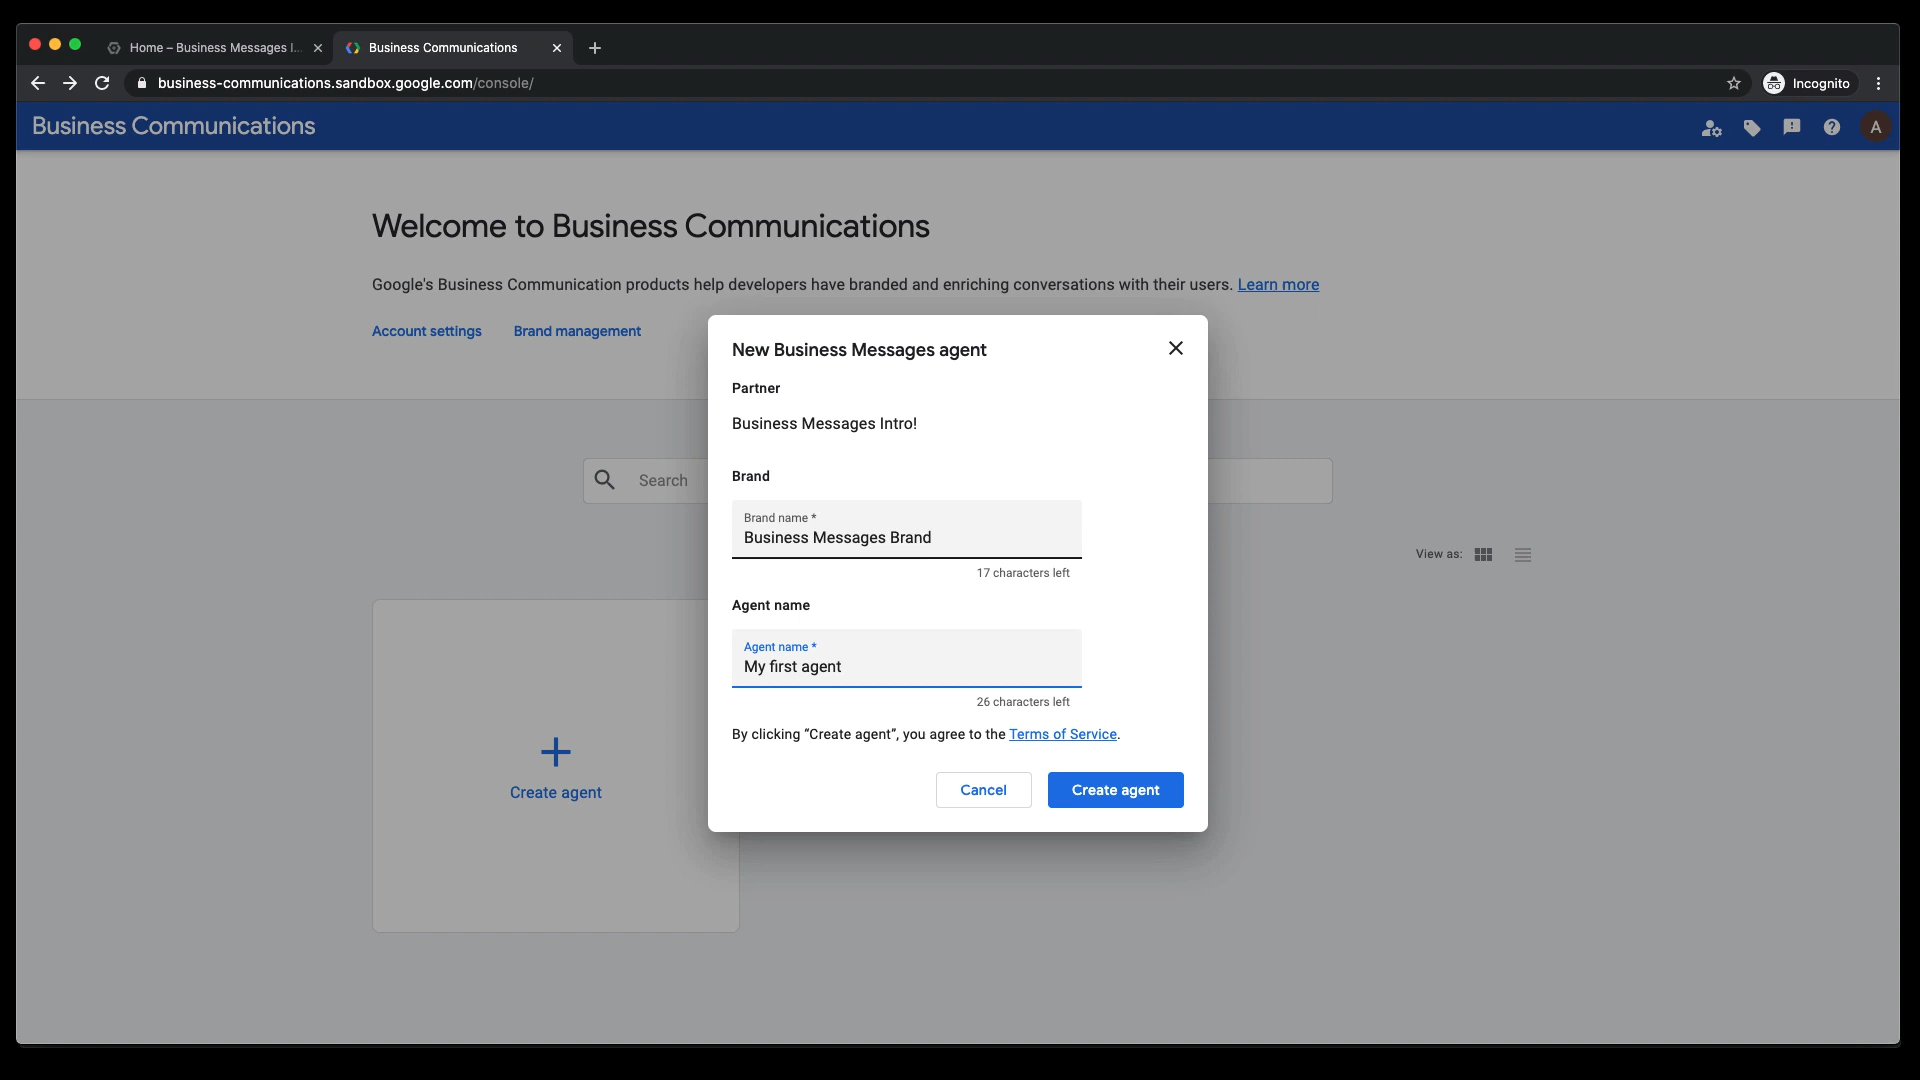 Home – Business Messages I...
Business Communications
business-communications.sandbox.google.com/console/
Incognito
Business Communications
A
Welcome to Business Communications
Google's Business Communication products help developers have branded and enriching conversations with their users. Learn more
Account settings Brand management
New Business Messages agent
Partner
Business Messages Intro!
Search
Brand
Brand name *
Business Messages Brand
17 characters left
View as:
Agent name
Agent name *
My first agent
26 characters left
By clicking “Create agent”, you agree to the Terms of Service.
Create agent
Cancel
Create agent